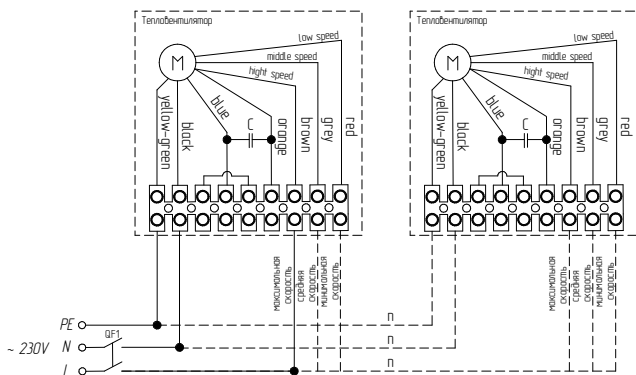 Тепловентилятор
Тепловентилятор
low speed
middle speed
hight speed
M
yellow-green
black
blue
C
orange
brown
grey
red
low speed
middle speed
hight speed
M
yellow-green
black
blue
C
orange
brown
grey
red
максимальная
скорость
средняя
скорость
минимальная
скорость
максимальная
скорость
средняя
скорость
минимальная
скорость
PE
n
QF1
~ 230V
N
n
l
n